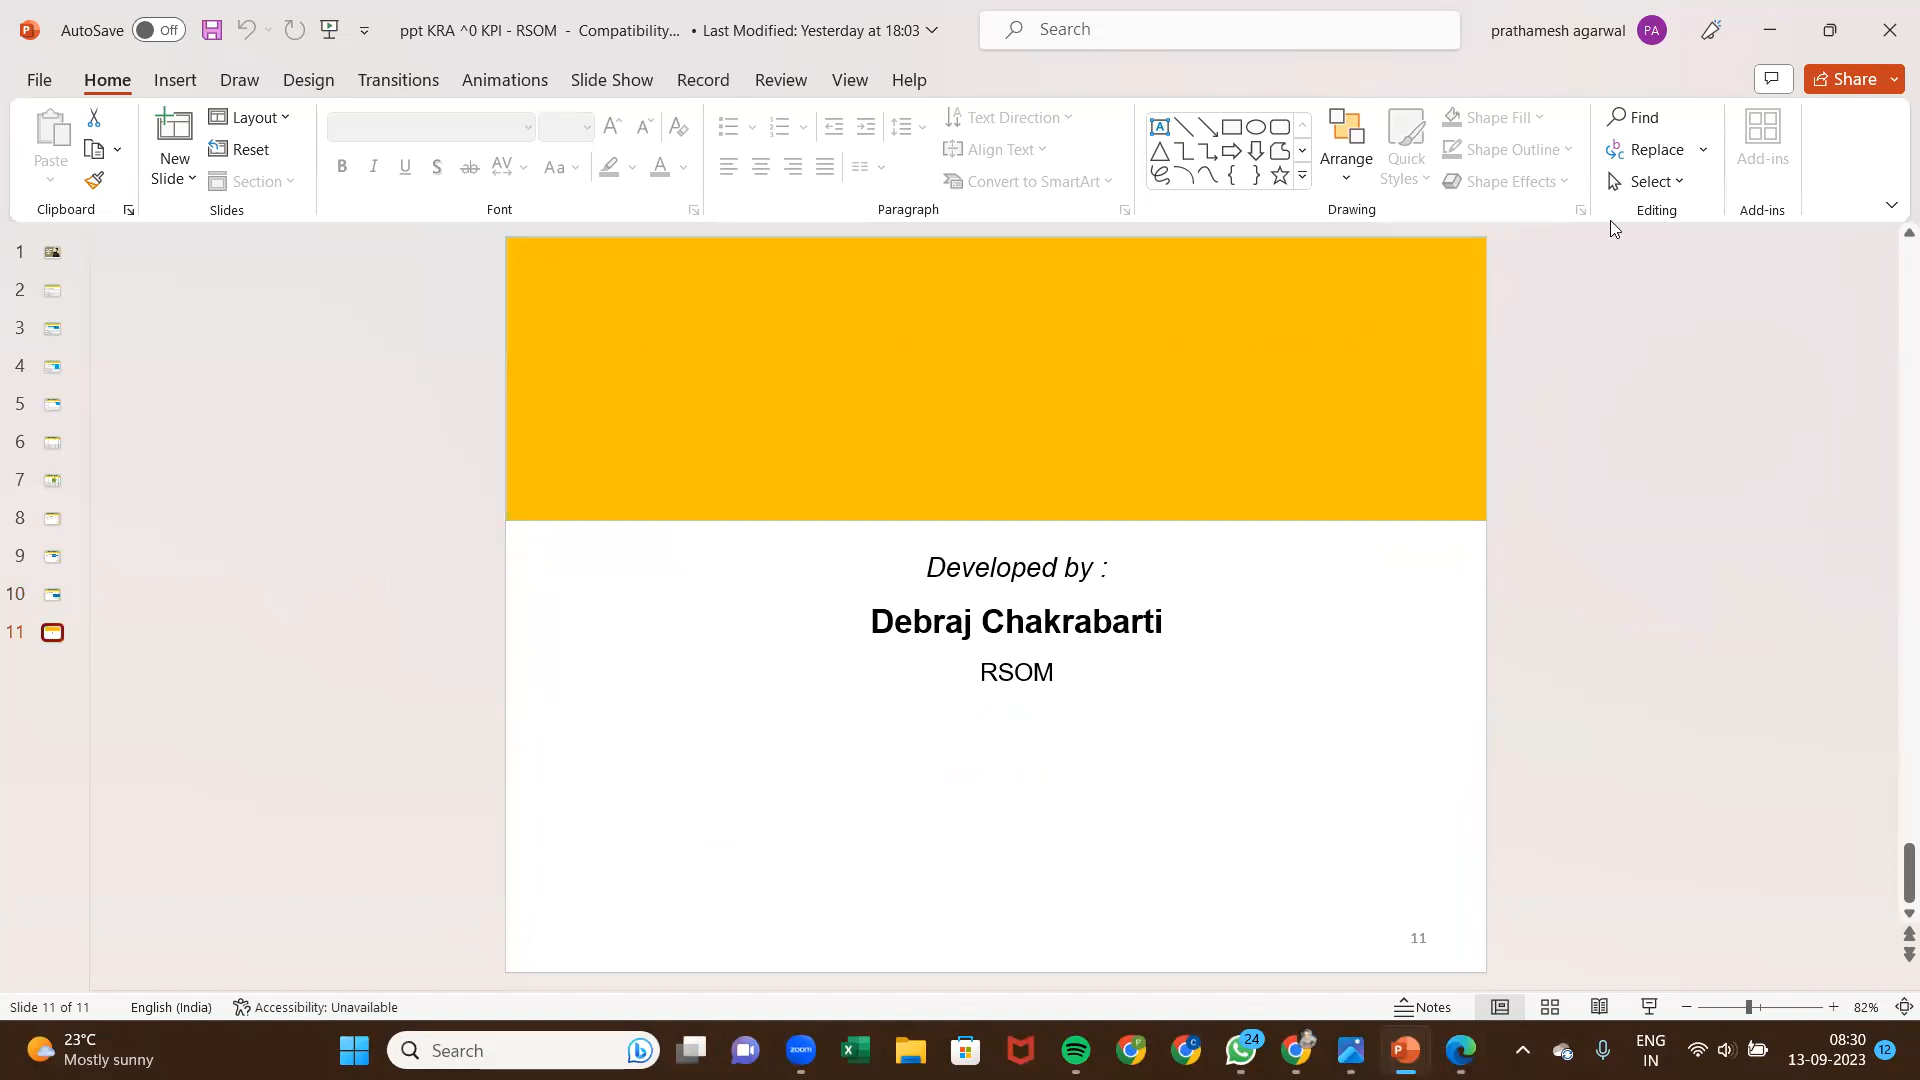 AutoSave Off ppt KRA ^0 KPI - RSOM - Compatibility... • Last Modified: Yesterday at 18:03 Search prathamesh agarwal PA
File Home Insert Draw Design Transitions Animations Slide Show Record Review View Help Share
Paste
New Slide
Layout
Reset
Section
Text Direction
Align Text
Convert to SmartArt
Arrange
Quick Styles
Shape Fill
Shape Outline
Shape Effects
Find
Replace
Select
Add-ins
Clipboard Slides Font Paragraph Drawing Editing Add-ins
1
2
3
4
5
6
7
8
9
10
11
Developed by :
Debraj Chakrabarti
RSOM
11
Slide 11 of 11 English (India) Accessibility: Unavailable Notes 82%
23°C
Mostly sunny
Search
zoom
24
ENG
IN
08:30
13-09-2023
12